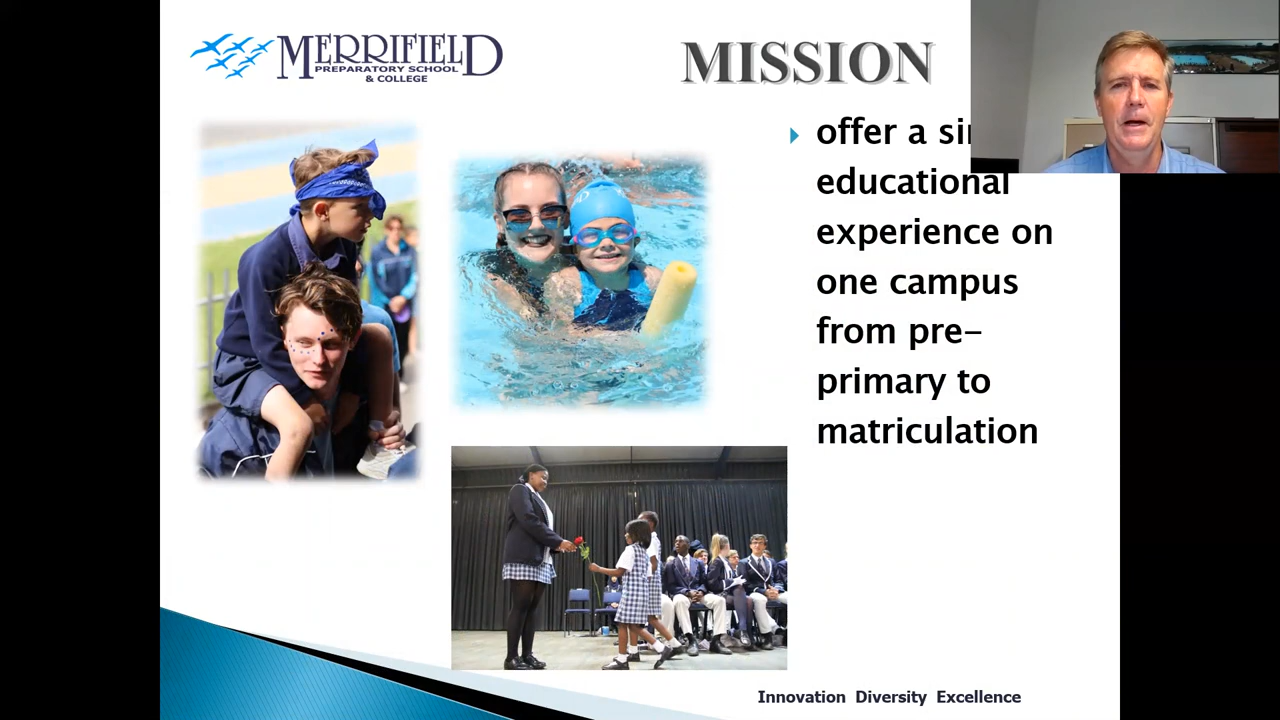 MERRIFIELD
PREPARATORY SCHOOL
& COLLEGE
MISSION
offer a
educational
experience on
one campus
from pre-
primary to
matriculation
Innovation Diversity Excellence